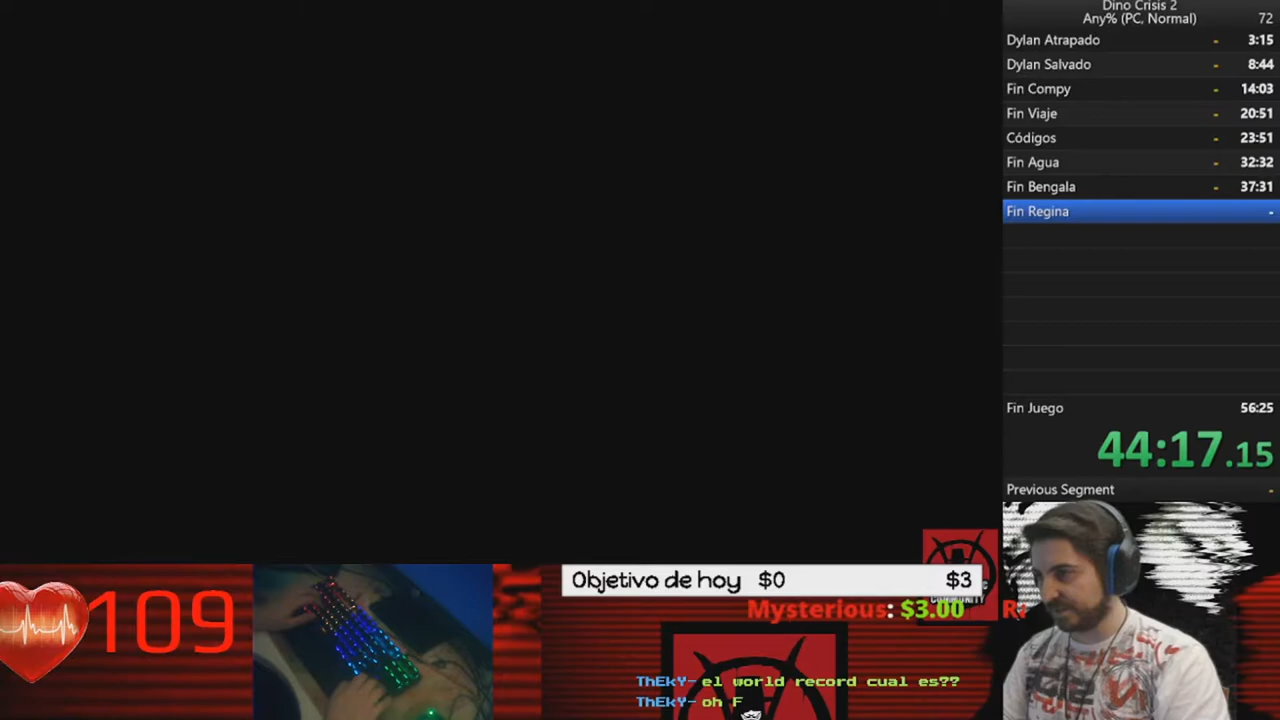 Dino Crisis 2
Any% (PC, Normal) 72
Dylan Atrapado - 3:15
Dylan Salvado - 8:44
Fin Compy - 14:03
Fin Viaje - 20:51
Códigos - 23:51
Fin Agua - 32:32
Fin Bengala - 37:31
Fin Regina -
Fin Juego 56:25
44:17.15
Previous Segment -
109
Objetivo de hoy $0 $3
COMMUNITY
Mysterious: $3.00
ThEkY- el world record cual es??
ThEkY- oh F